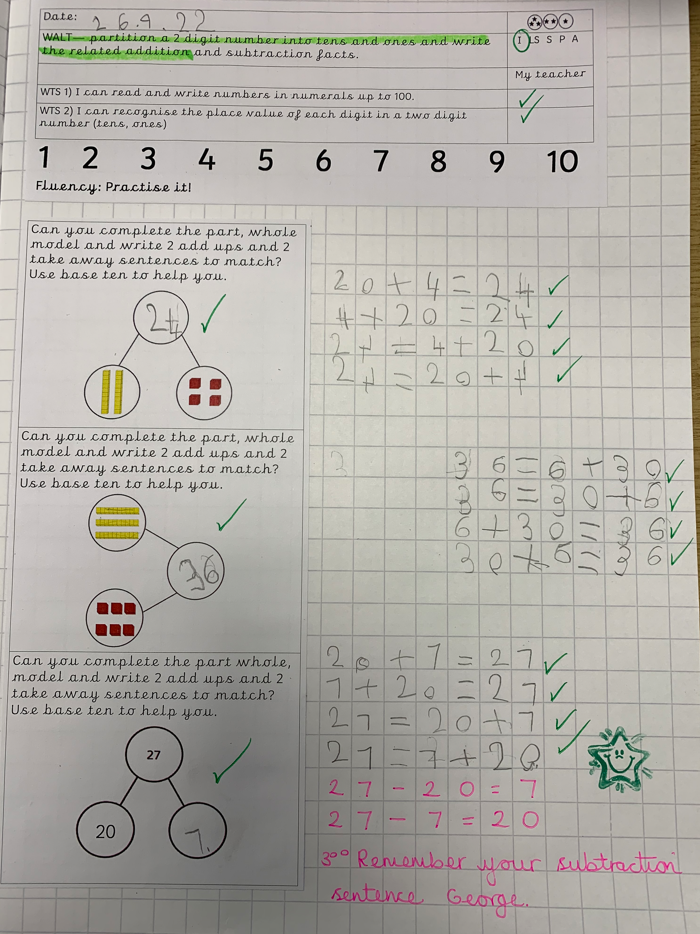 Date: 26.9.22
WALT- partition a 2 digit number into tens and ones and write
the related addition and subtraction facts.
I LS S P A
My teacher
WTS 1) I can read and write numbers in numerals up to 100.
WTS 2) I can recognise the place value of each digit in a two digit
number (tens, ones)
1 2 3 4 5 6 7 8 9 10
Fluency: Practise it!
Can you complete the part, whole
model and write 2 add ups and 2
take away sentences to match?
Use base ten to help you.
24
20+4=24
4+20=24
24=4+20
24=20+4
Can you complete the part, whole
model and write 2 add ups and 2
take away sentences to match?
Use base ten to help you.
36
3
36=6+30
36=30+6
6+30=36
30+6=36
Can you complete the part whole,
model and write 2 add ups and 2
take away sentences to match?
Use base ten to help you.
27
20
7.
20+7=27
7+20=27
27=20+7
27=7+20
27-20=7
27-7=20
Remember your subtraction
sentence George.